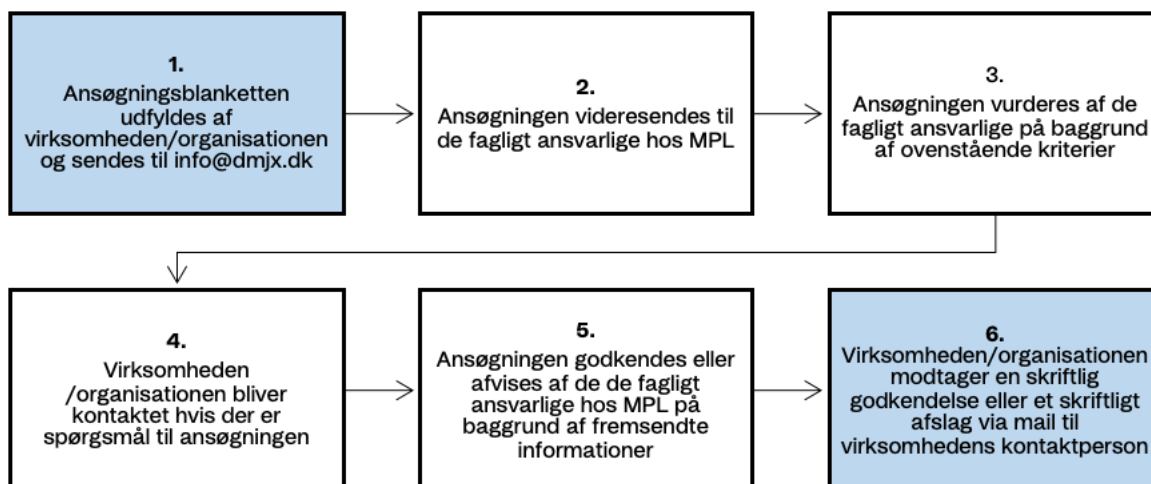 1.
Ansøgningsblanketten
udfyldes af
virksomheden/organisationen
og sendes til info@dmjx.dk
2.
Ansøgningen videresendes til
de fagligt ansvarlige hos MPL
3.
Ansøgningen vurderes af de
fagligt ansvarlige på baggrund
af ovenstående kriterier
4.
Virksomheden
/organisationen bliver
kontaktet hvis der er
spørgsmål til ansøgningen
5.
Ansøgningen godkendes eller
afvises af de de fagligt
ansvarlige hos MPL på
baggrund af fremsendte
informationer
6.
Virksomheden/organisationen
modtager en skriftlig
godkendelse eller et skriftligt
afslag via mail til
virksomhedens kontaktperson